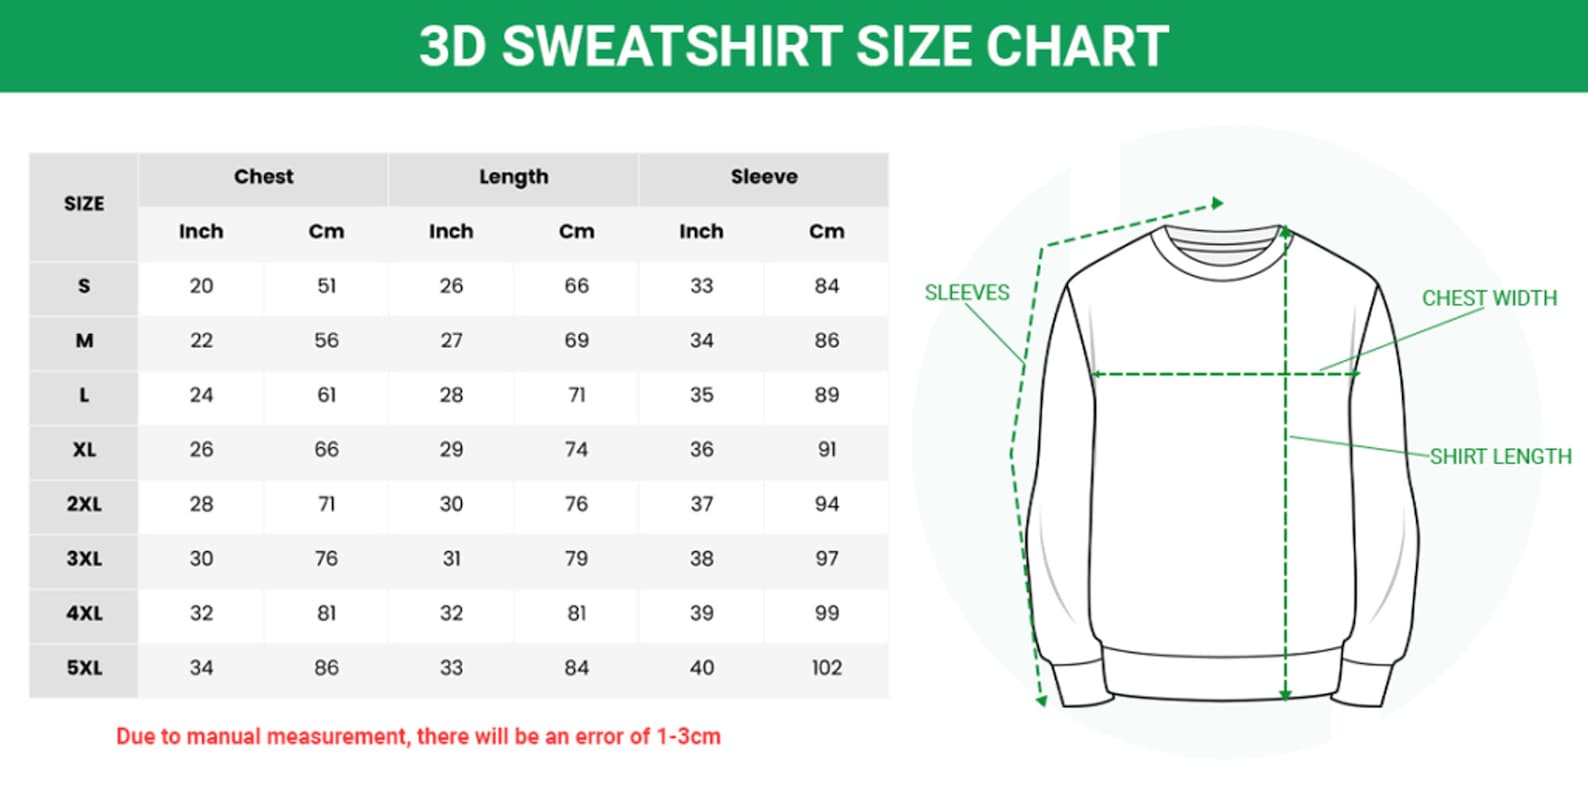 3D SWEATSHIRT SIZE CHART
SIZE Chest Length Sleeve
Inch Cm Inch Cm Inch Cm
S 20 51 26 66 33 84
M 22 56 27 69 34 86
L 24 61 28 71 35 89
XL 26 66 29 74 36 91
2XL 28 71 30 76 37 94
3XL 30 76 31 79 38 97
4XL 32 81 32 81 39 99
5XL 34 86 33 84 40 102
Due to manual measurement, there will be an error of 1-3cm
SLEEVES
CHEST WIDTH
SHIRT LENGTH